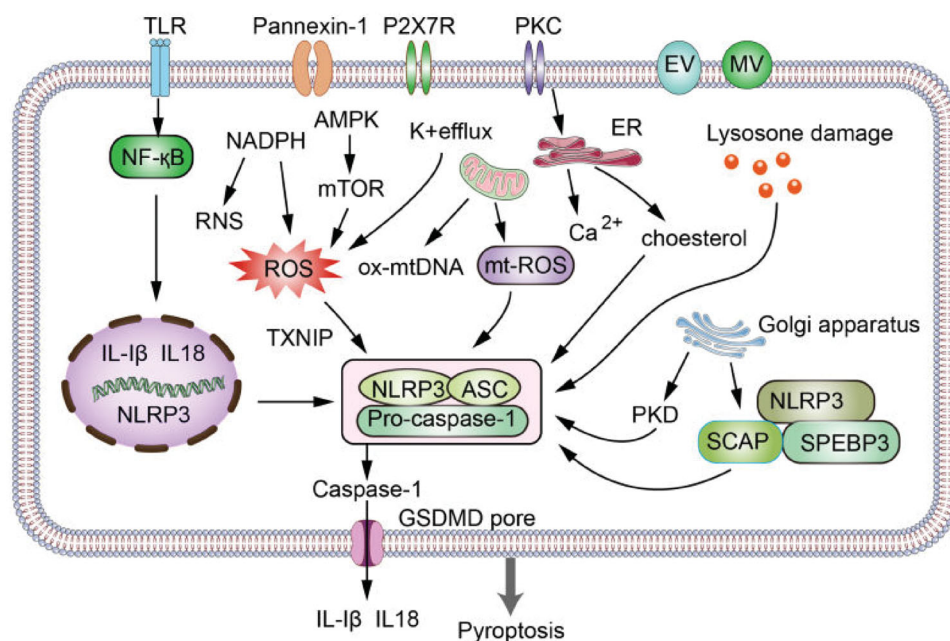 TLR
Pannexin-1
P2X7R
PKC
EV
MV
NF-κB
NADPH
AMPK
K+efflux
ER
Lysosone damage
RNS
mTOR
Ca2+
choesterol
ROS
ox-mtDNA
mt-ROS
TXNIP
Golgi apparatus
IL-Iβ IL18
NLRP3
NLRP3
ASC
Pro-caspase-1
PKD
NLRP3
SCAP
SPEBP3
Caspase-1
GSDMD pore
IL-Iβ IL18
Pyroptosis